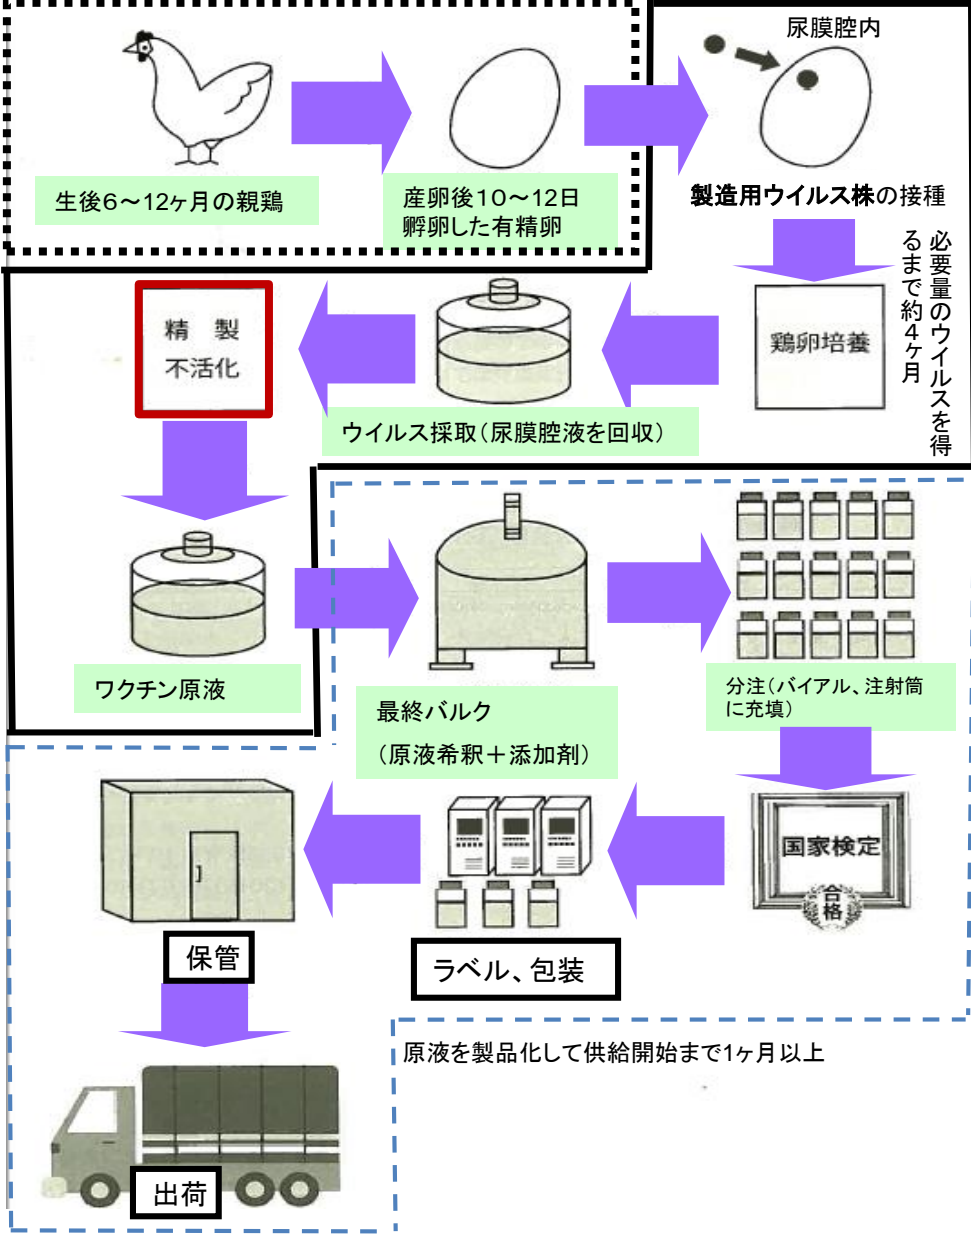 尿膜腔内
生後6～12ヶ月の親鶏
産卵後10～12日
孵卵した有精卵
製造用ウイルス株の接種
必要量のウイルスを得
るまで約4ヶ月
鶏卵培養
ウイルス採取（尿膜腔液を回収）
精　製
不活化
ワクチン原液
最終バルク
（原液希釈＋添加剤）
分注（バイアル、注射筒
に充填）
国家検定
合格
ラベル、包装
保管
原液を製品化して供給開始まで1ヶ月以上
出荷